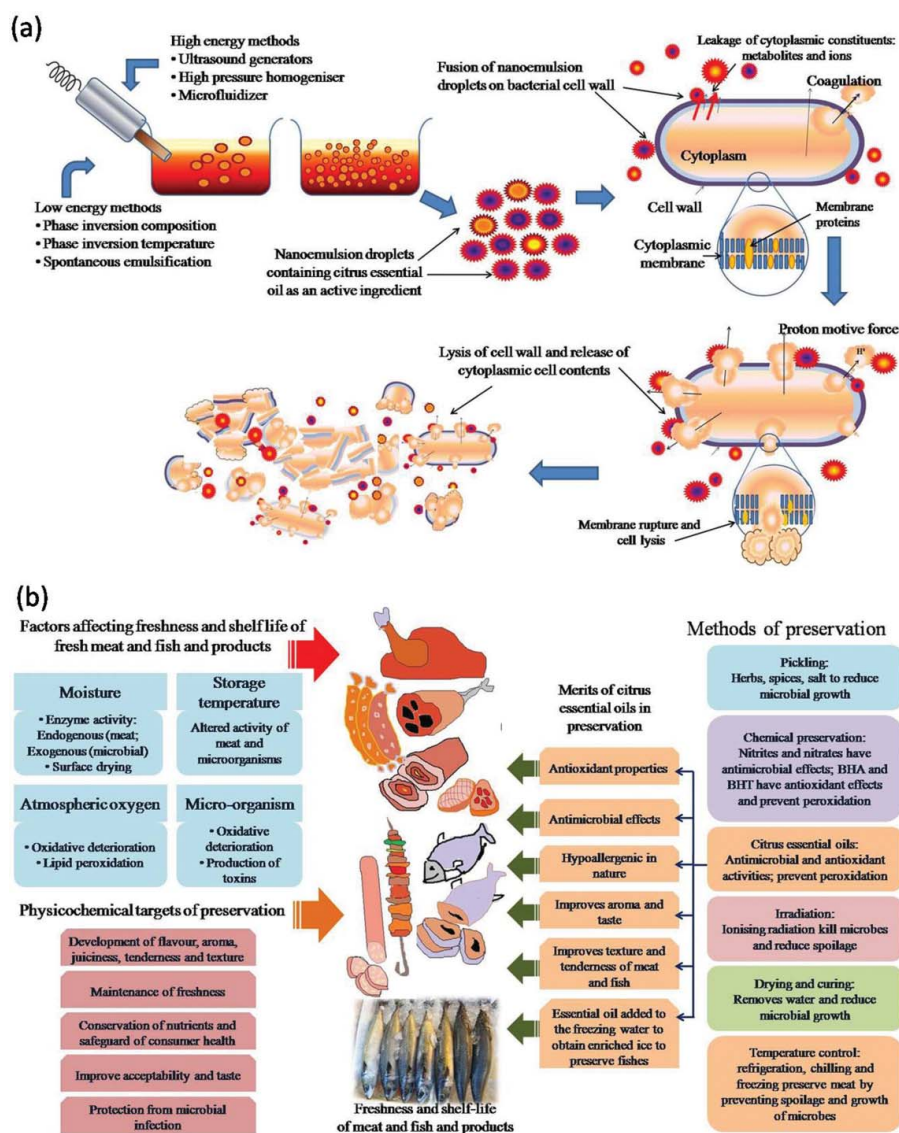 (a)
High energy methods
• Ultrasound generators
• High pressure homogeniser
• Microfluidizer
Low energy methods
• Phase inversion composition
• Phase inversion temperature
• Spontaneous emulsification
Nanoemulsion droplets
containing citrus essential
oil as an active ingredient
Fusion of nanoemulsion
droplets on bacterial cell wall
Leakage of cytoplasmic constituents:
metabolites and ions
Coagulation
Cytoplasm
Cell wall
Membrane
proteins
Cytoplasmic
membrane
Proton motive force
H⁺
Lysis of cell wall and release of
cytoplasmic cell contents
Membrane rupture and
cell lysis
(b)
Factors affecting freshness and shelf life of
fresh meat and fish and products
Moisture
• Enzyme activity:
Endogenous (meat;
Exogenous (microbial)
• Surface drying
Storage
temperature
Altered activity of
meat and
microorganisms
Atmospheric oxygen
• Oxidative deterioration
• Lipid peroxidation
Micro-organism
• Oxidative
deterioration
• Production of
toxins
Physicochemical targets of preservation
Development of flavour, aroma,
juiciness, tenderness and texture
Maintenance of freshness
Conservation of nutrients and
safeguard of consumer health
Improve acceptability and taste
Protection from microbial
infection
Freshness and shelf-life
of meat and fish and products
Merits of citrus
essential oils in
preservation
Antioxidant properties
Antimicrobial effects
Hypoallergenic in
nature
Improves aroma and
taste
Improves texture and
tenderness of meat
and fish
Essential oil added to
the freezing water to
obtain enriched ice to
preserve fishes
Methods of preservation
Pickling:
Herbs, spices, salt to reduce
microbial growth
Chemical preservation:
Nitrites and nitrates have
antimicrobial effects; BHA and
BHT have antioxidant effects
and prevent peroxidation
Citrus essential oils:
Antimicrobial and antioxidant
activities; prevent peroxidation
Irradiation:
Ionising radiation kill microbes
and reduce spoilage
Drying and curing:
Removes water and reduce
microbial growth
Temperature control:
refrigeration, chilling and
freezing preserve meat by
preventing spoilage and growth
of microbes